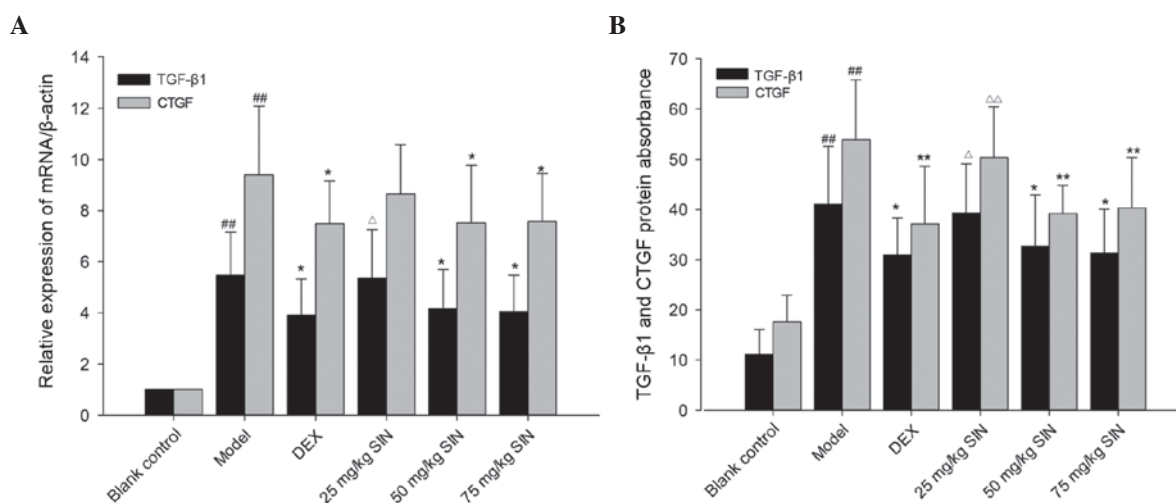 A
Relative expression of mRNA/β-actin
14
12
10
8
6
4
2
0
TGF-β1
CTGF
##
##
*
*
△
*
*
*
*
Blank control
Model
DEX
25 mg/kg SIN
50 mg/kg SIN
75 mg/kg SIN
B
TGF-β1 and CTGF protein absorbance
70
60
50
40
30
20
10
0
TGF-β1
CTGF
##
##
*
**
△
△△
*
**
*
**
Blank control
Model
DEX
25 mg/kg SIN
50 mg/kg SIN
75 mg/kg SIN